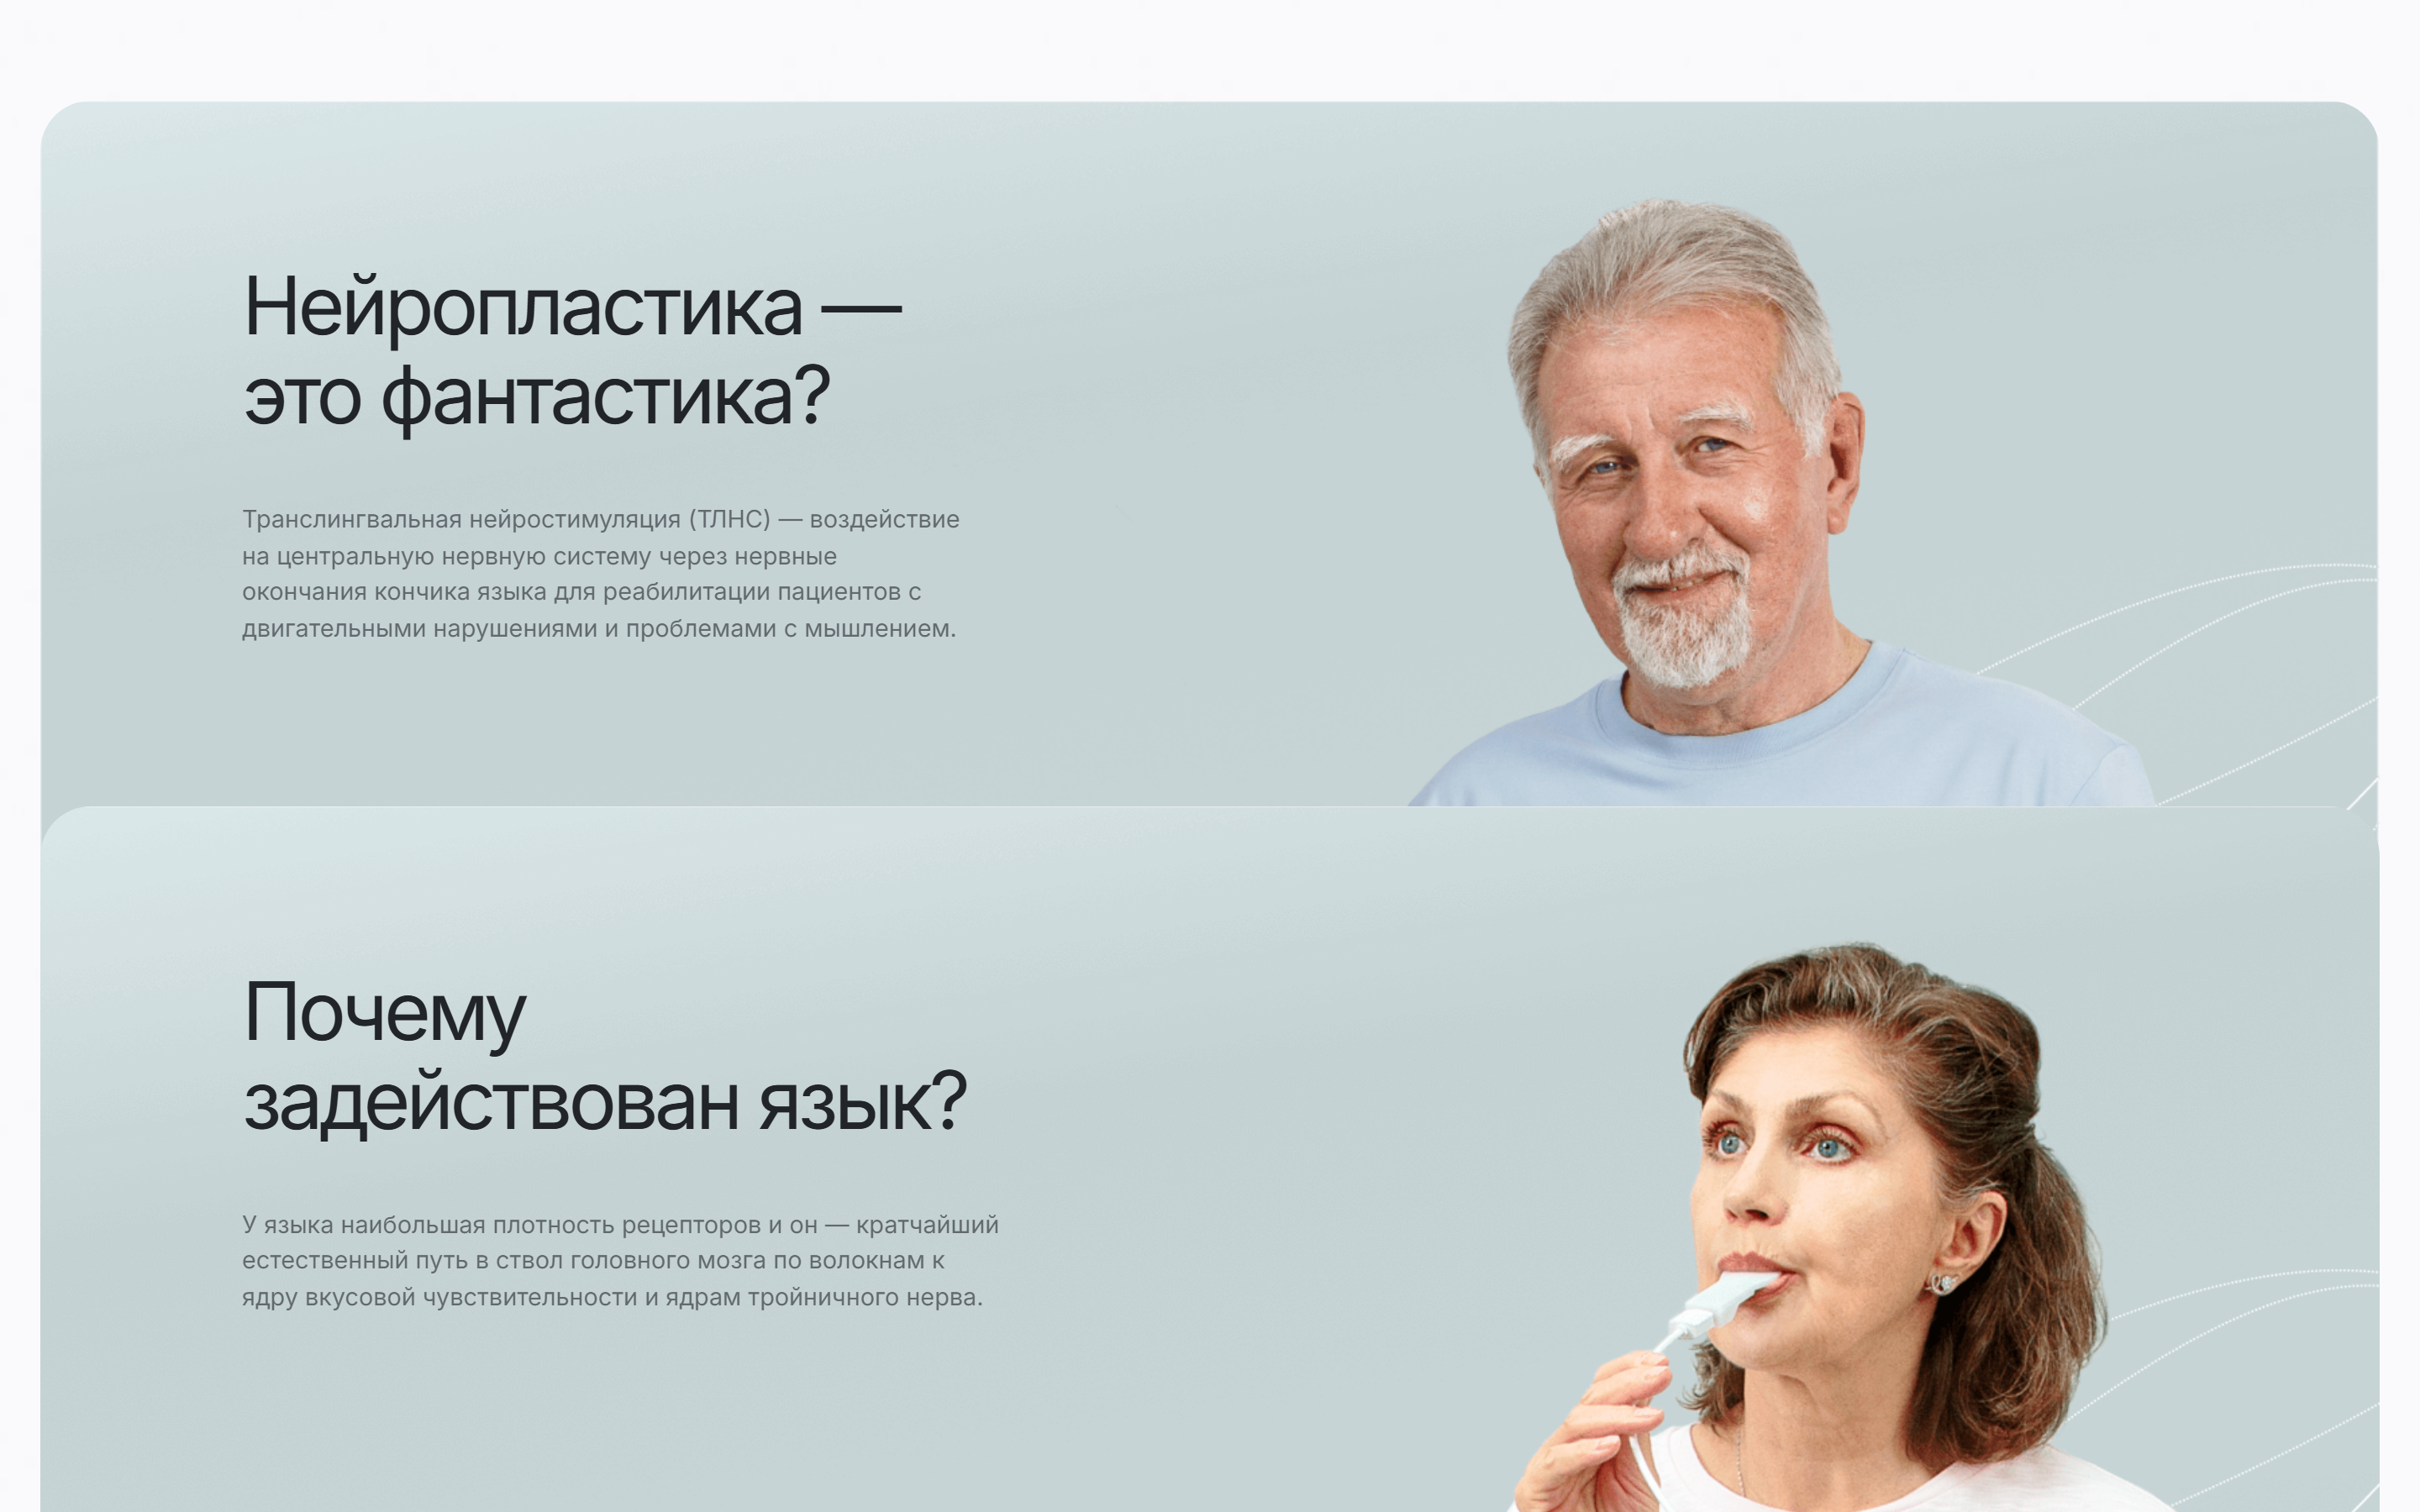 Нейропластика —
это фантастика?
Транслингвальная нейростимуляция (ТЛНС) — воздействие
на центральную нервную систему через нервные
окончания кончика языка для реабилитации пациентов с
двигательными нарушениями и проблемами с мышлением.
Почему
задействован язык?
У языка наибольшая плотность рецепторов и он — кратчайший
естественный путь в ствол головного мозга по волокнам к
ядру вкусовой чувствительности и ядрам тройничного нерва.